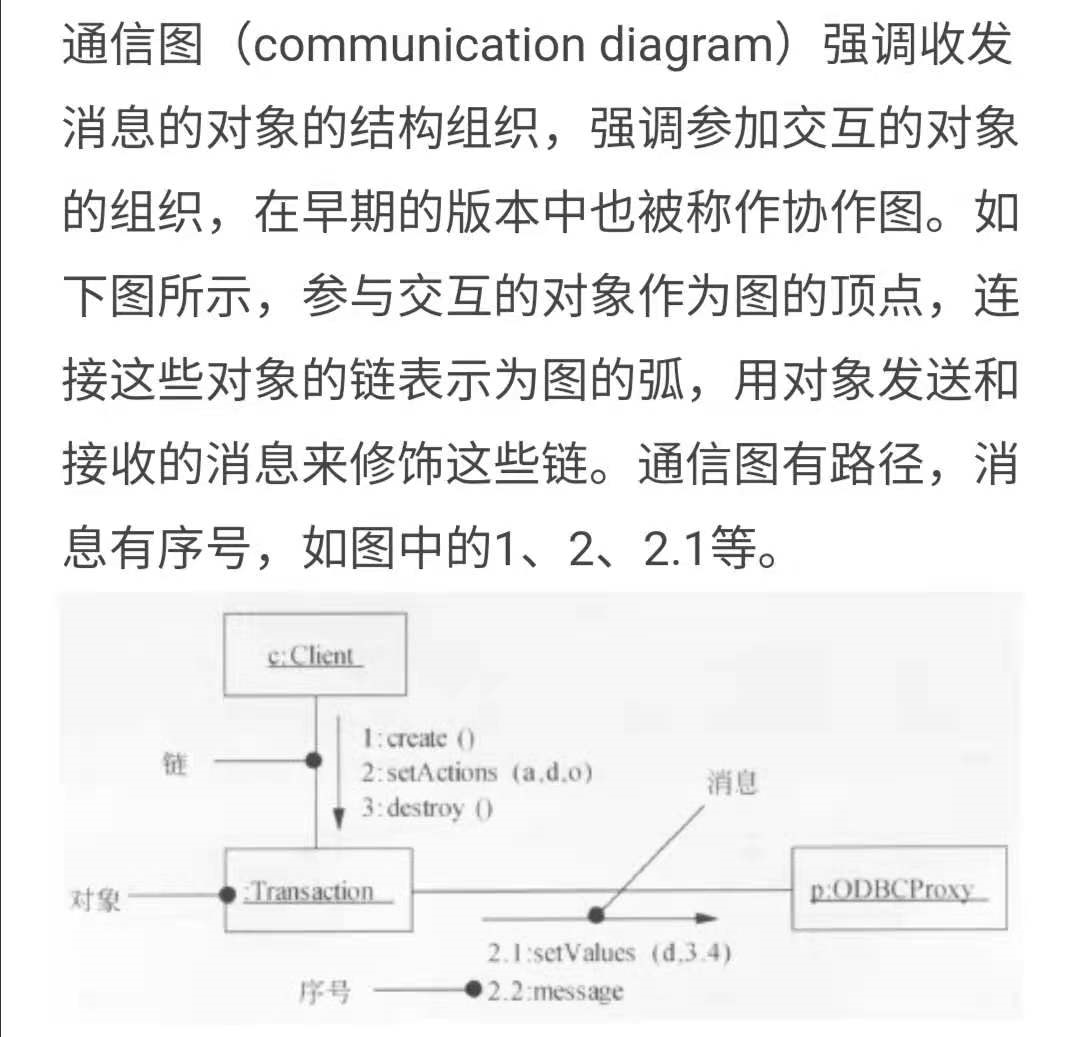 通信图（communication diagram）强调收发
消息的对象的结构组织，强调参加交互的对象
的组织，在早期的版本中也被称作协作图。如
下图所示，参与交互的对象作为图的顶点，连
接这些对象的链表示为图的弧，用对象发送和
接收的消息来修饰这些链。通信图有路径，消
息有序号，如图中的1、2、2.1等。
c:Client
1:create ()
链
2:setActions (a,d,o)
消息
3:destroy ()
对象
:Transaction
p:ODBCProxy
2.1:setValues (d,3.4)
序号
2.2:message